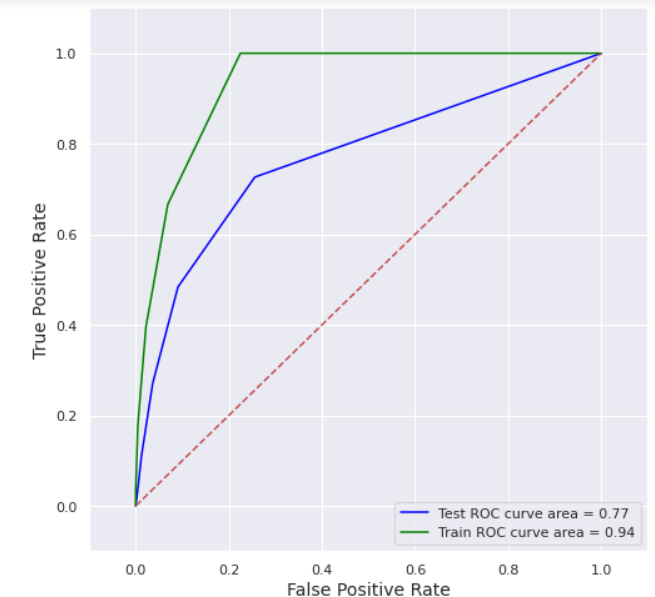 1.0
0.8
0.6
0.4
0.2
0.0
True Positive Rate
Test ROC curve area = 0.77
Train ROC curve area = 0.94
0.0 0.2 0.4 0.6 0.8 1.0
False Positive Rate